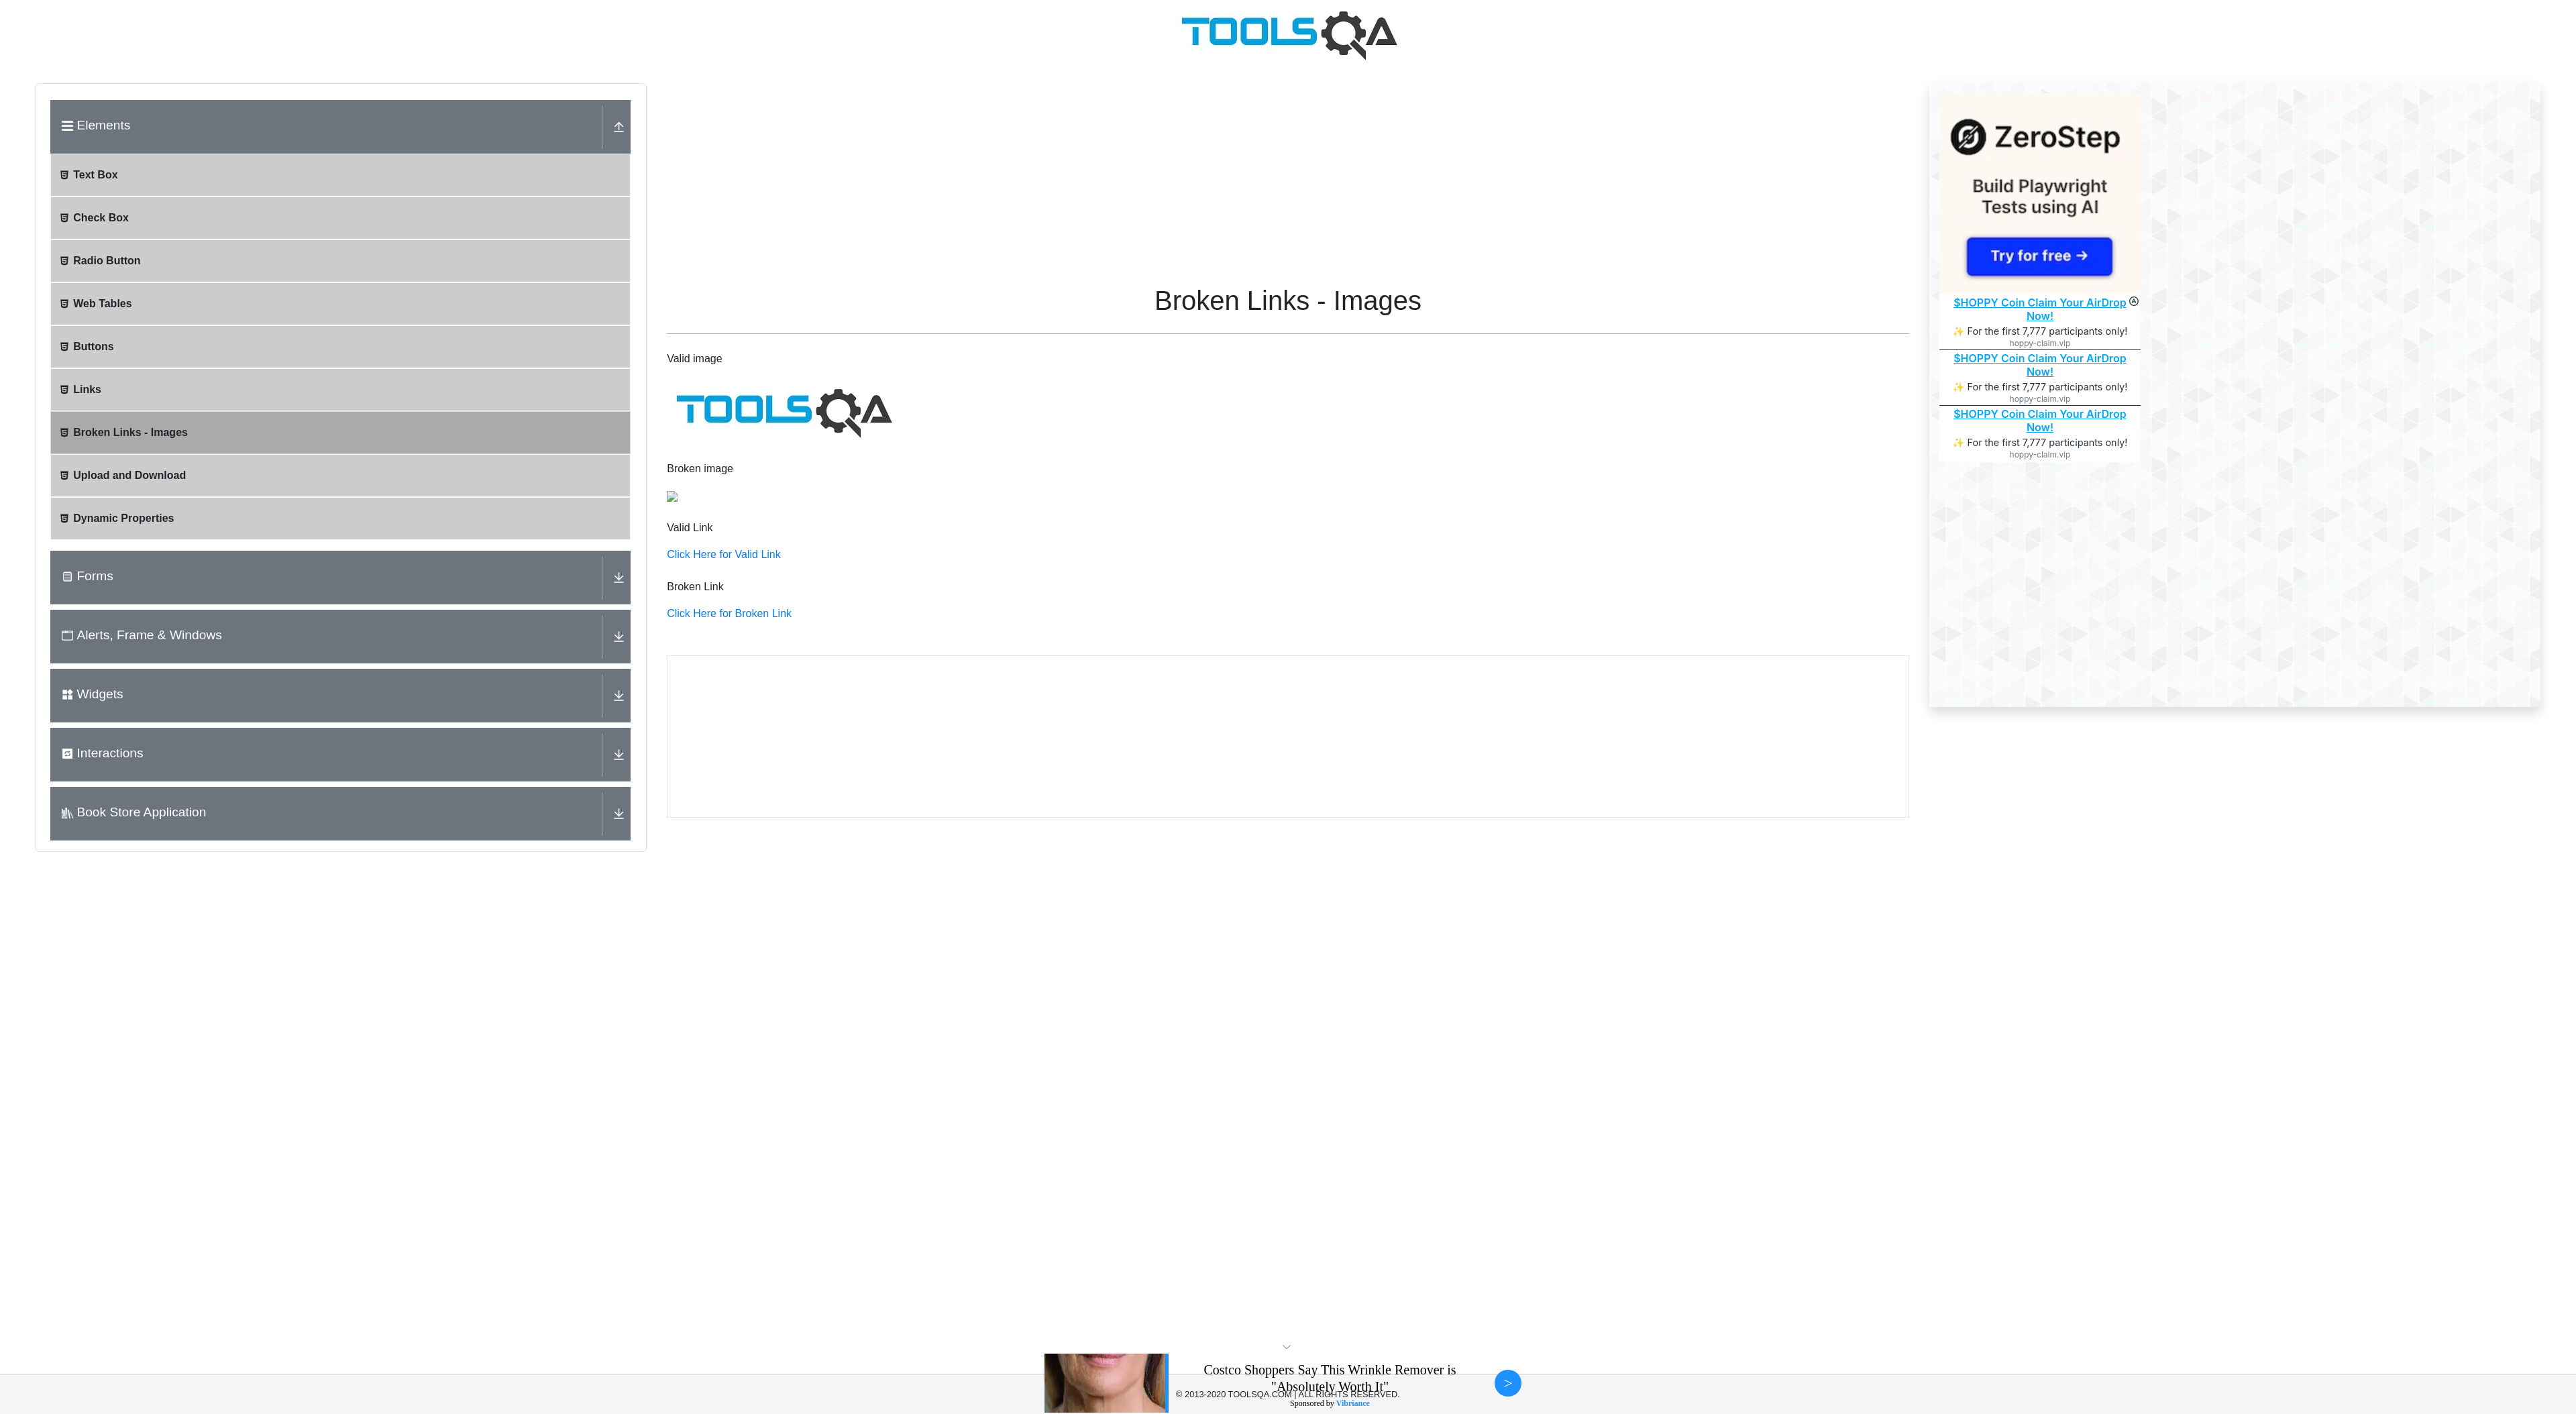 TOOLSQA
Elements
Text Box
Check Box
Radio Button
Web Tables
Buttons
Links
Broken Links - Images
Upload and Download
Dynamic Properties
Forms
Alerts, Frame & Windows
Widgets
Interactions
Book Store Application
Broken Links - Images
Valid image
TOOLSQA
Broken image
Valid Link
Click Here for Valid Link
Broken Link
Click Here for Broken Link
ZeroStep
Build Playwright
Tests using AI
Try for free →
$HOPPY Coin Claim Your AirDrop
Now!
✨ For the first 7,777 participants only!
hoppy-claim.vip
$HOPPY Coin Claim Your AirDrop
Now!
✨ For the first 7,777 participants only!
hoppy-claim.vip
$HOPPY Coin Claim Your AirDrop
Now!
✨ For the first 7,777 participants only!
hoppy-claim.vip
Costco Shoppers Say This Wrinkle Remover is
"Absolutely Worth It"
© 2013-2020 TOOLSQA.COM | ALL RIGHTS RESERVED.
Sponsored by Vibriance
>